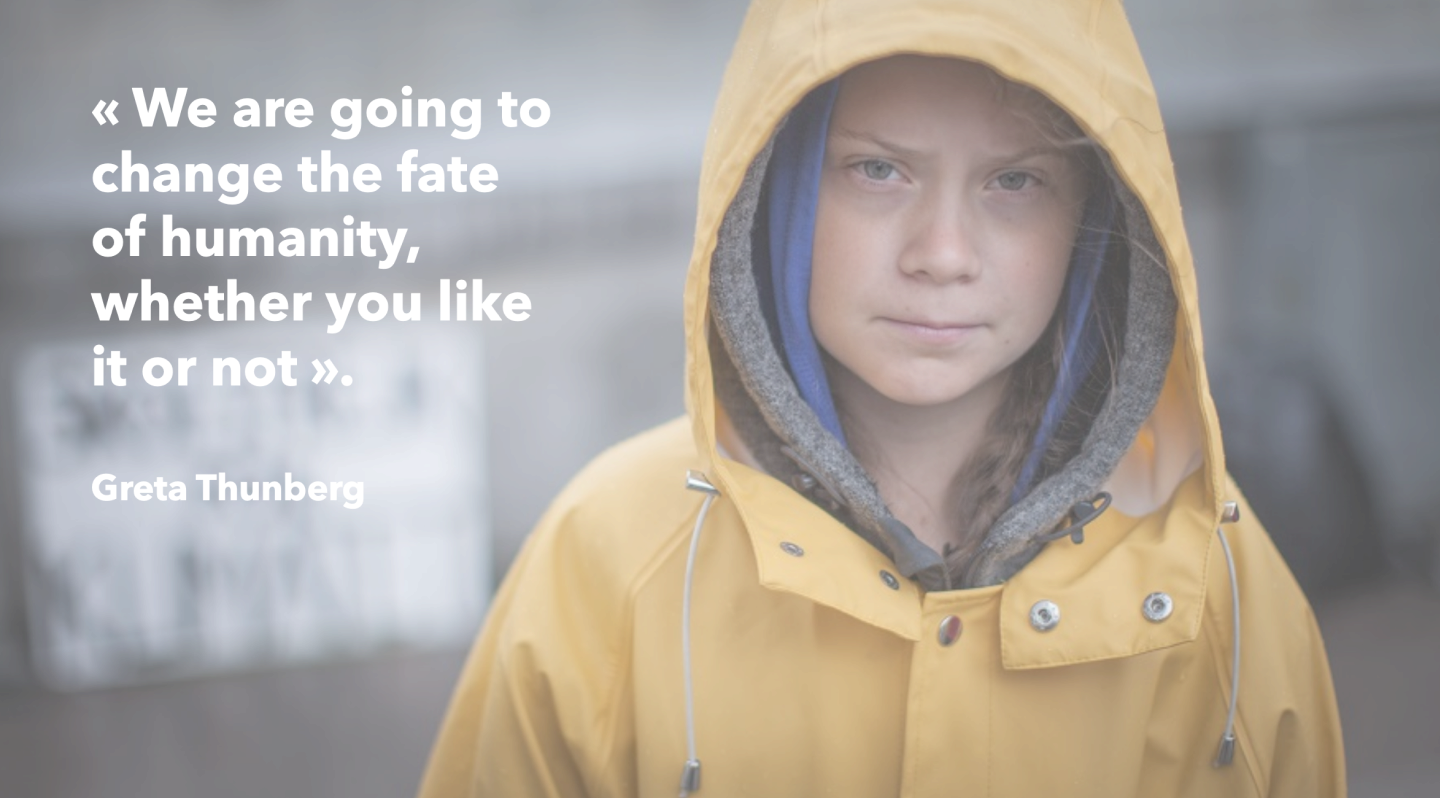 « We are going to
change the fate
of humanity,
whether you like
it or not ».
Greta Thunberg